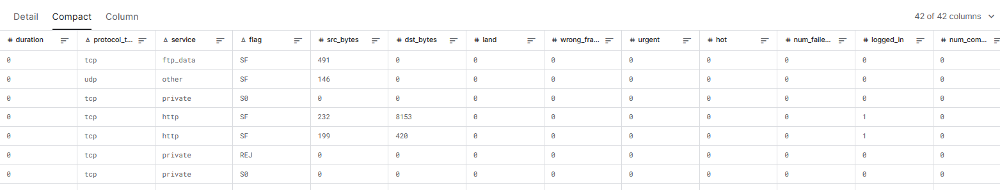 Detail Compact Column 42 of 42 columns
# duration protocol_t... service flag # src_bytes # dst_bytes # land # wrong_fra... # urgent # hot # num_faile... # logged_in # num_com...
0 tcp ftp_data SF 491 0 0 0 0 0 0 0 0
0 udp other SF 146 0 0 0 0 0 0 0 0
0 tcp private S0 0 0 0 0 0 0 0 0 0
0 tcp http SF 232 8153 0 0 0 0 0 1 0
0 tcp http SF 199 420 0 0 0 0 0 1 0
0 tcp private REJ 0 0 0 0 0 0 0 0 0
0 tcp private S0 0 0 0 0 0 0 0 0 0